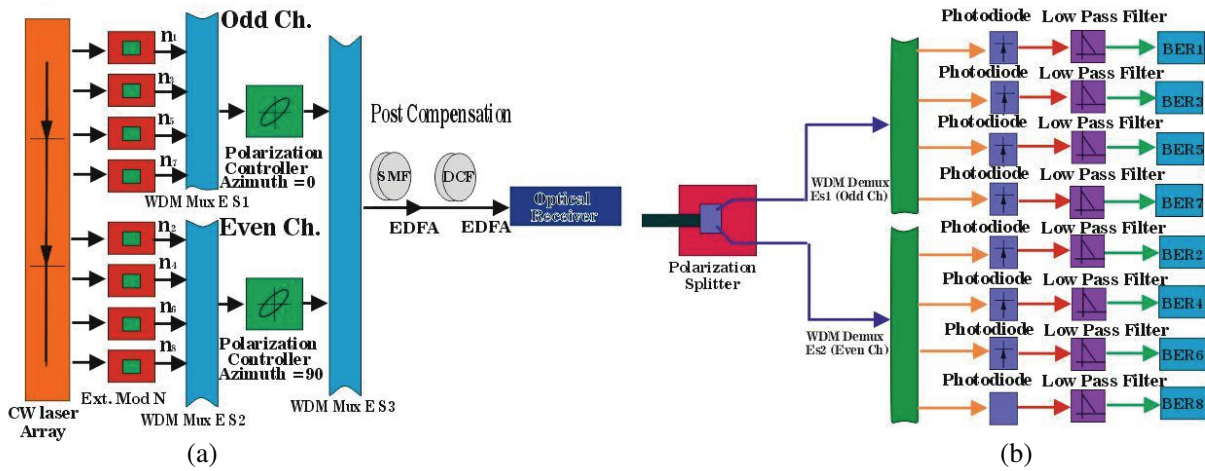 Odd Ch.
n1
n3
n5
n7
Polarization
Controller
Azimuth =0
WDM Mux E S1
Even Ch.
n2
n4
n6
n8
Polarization
Controller
Azimuth =90
Ext. Mod N
WDM Mux E S2
WDM Mux E S3
CW laser
Array
Post Compensation
SMF
DCF
EDFA
EDFA
Optical
Receiver
(a)
Polarization
Splitter
WDM Demux
Es1 (Odd Ch)
WDM Demux
Es2 (Even Ch)
Photodiode Low Pass Filter
BER1
Photodiode Low Pass Filter
BER3
Photodiode Low Pass Filter
BER5
Photodiode Low Pass Filter
BER7
Photodiode Low Pass Filter
BER2
Photodiode Low Pass Filter
BER4
Photodiode Low Pass Filter
BER6
Photodiode Low Pass Filter
BER8
(b)